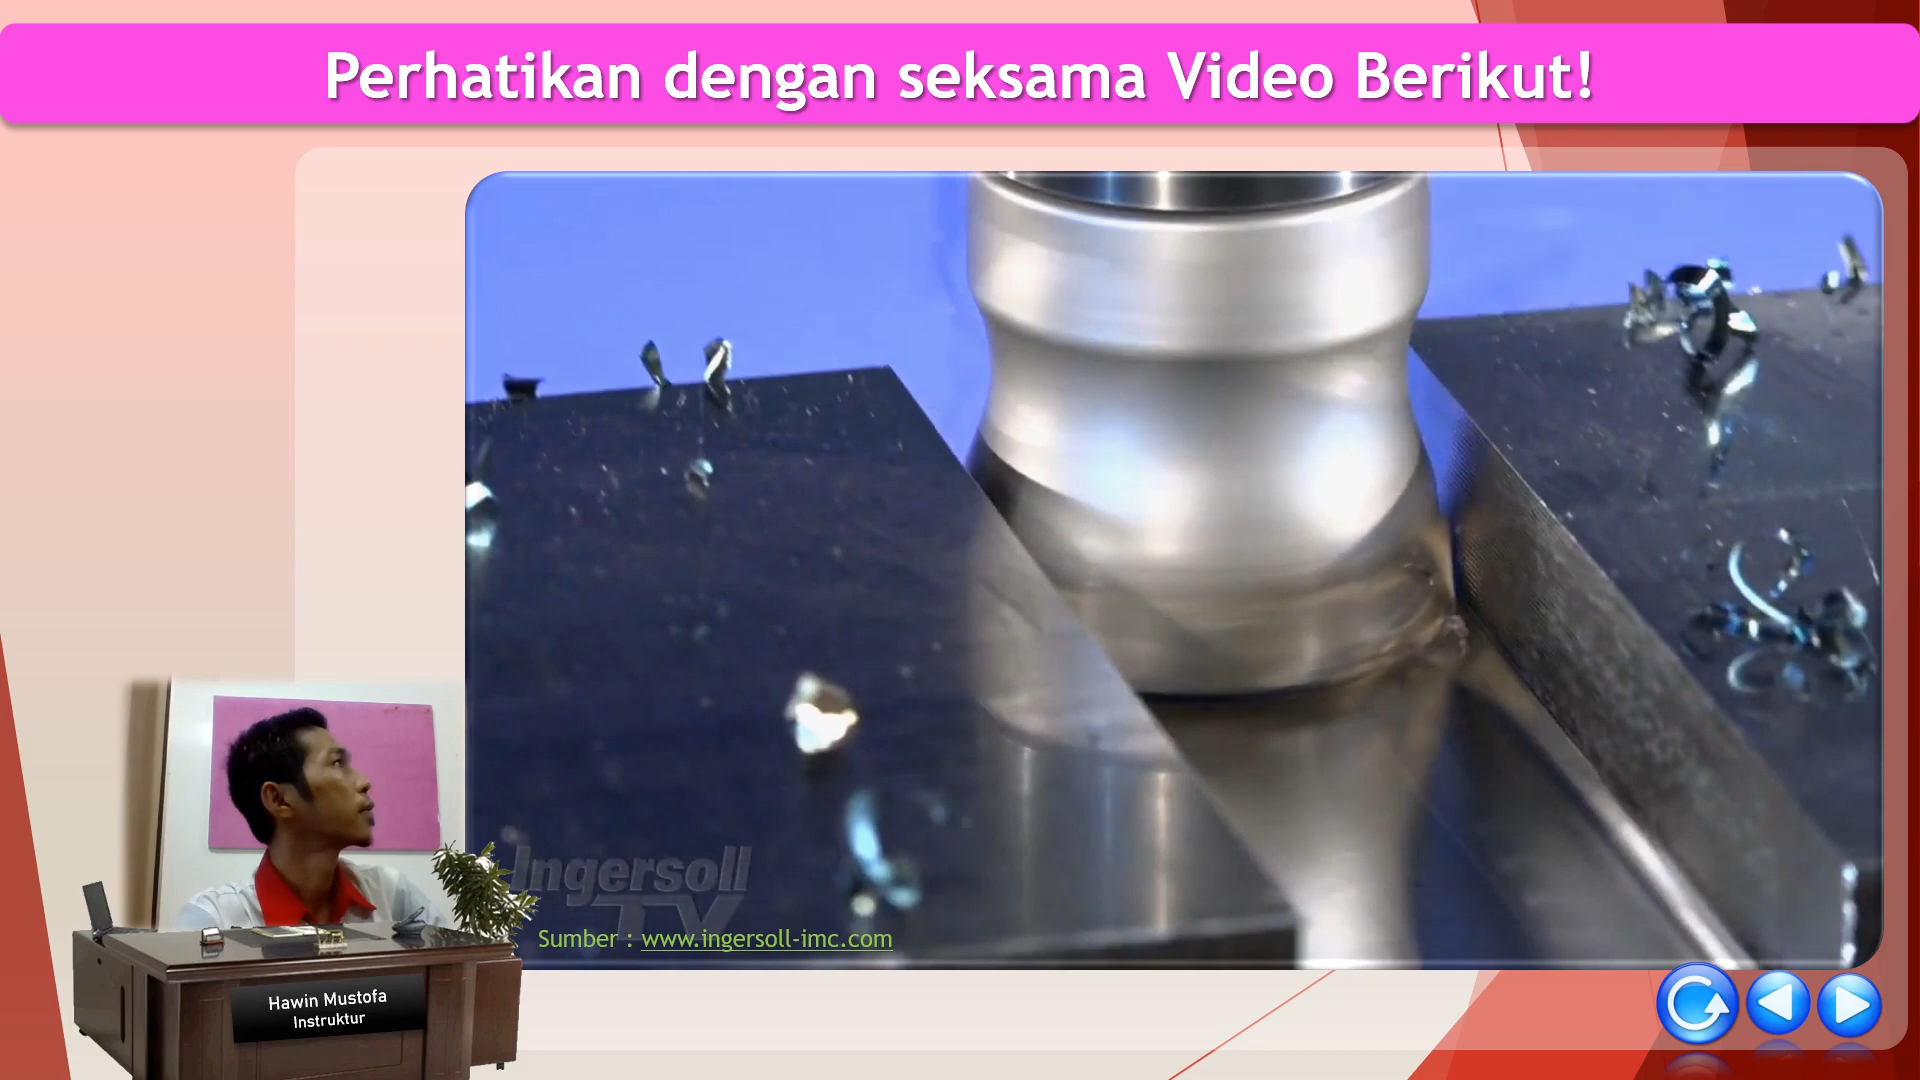 Perhatikan dengan seksama Video Berikut!
Ingersoll
TV
Sumber : www.ingersoll-imc.com
Hawin Mustofa
Instruktur